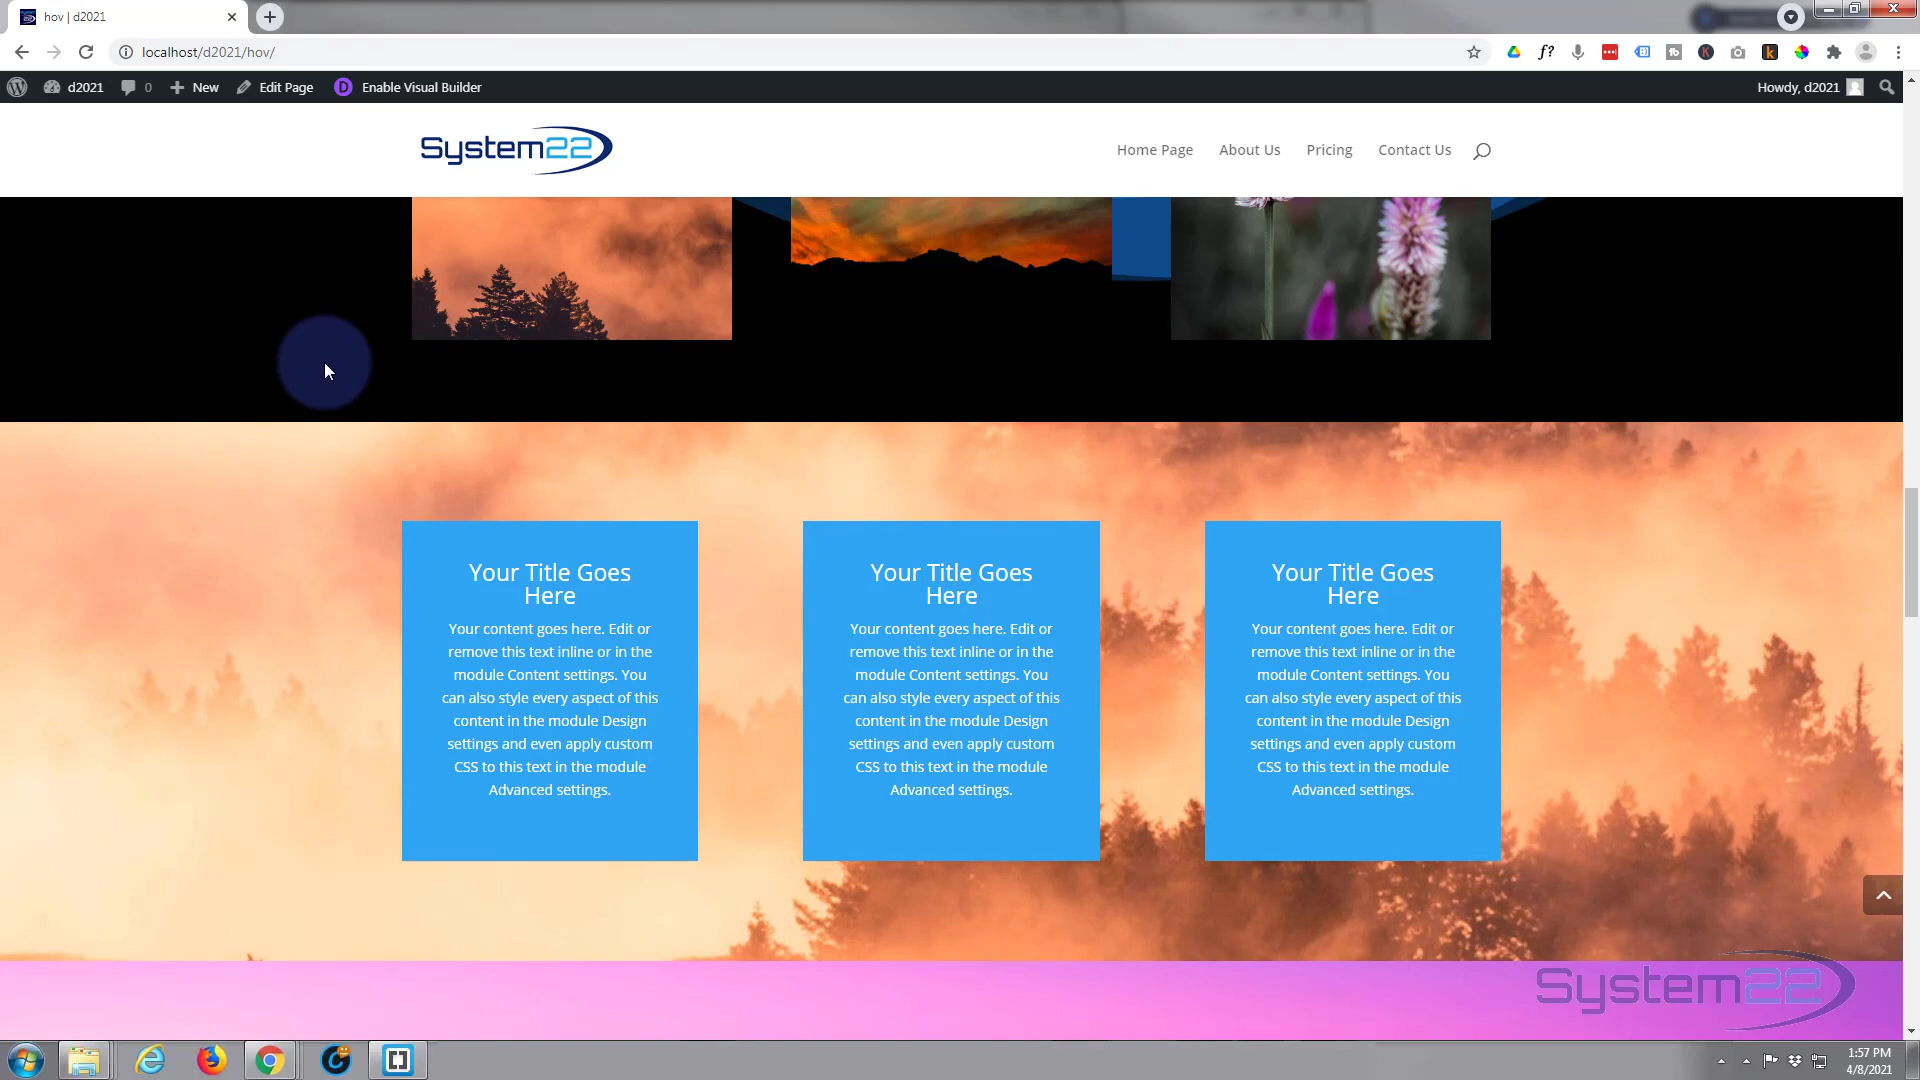 hov | d2021
localhost/d2021/hov/
d2021 0 New Edit Page D Enable Visual Builder Howdy, d2021
System22 Home Page About Us Pricing Contact Us
Your Title Goes
Here
Your content goes here. Edit or
remove this text inline or in the
module Content settings. You
can also style every aspect of this
content in the module Design
settings and even apply custom
CSS to this text in the module
Advanced settings.
Your Title Goes
Here
Your content goes here. Edit or
remove this text inline or in the
module Content settings. You
can also style every aspect of this
content in the module Design
settings and even apply custom
CSS to this text in the module
Advanced settings.
Your Title Goes
Here
Your content goes here. Edit or
remove this text inline or in the
module Content settings. You
can also style every aspect of this
content in the module Design
settings and even apply custom
CSS to this text in the module
Advanced settings.
System22
1:57 PM
4/8/2021